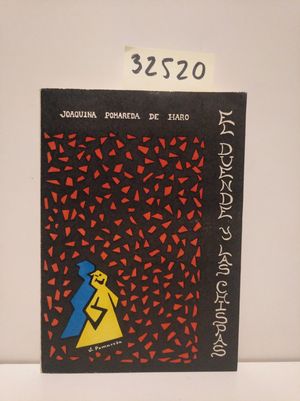 32520
JOAQUINA POMAREDA DE HARO
EL DUENDE Y LAS CHISPAS
J. Pomareda